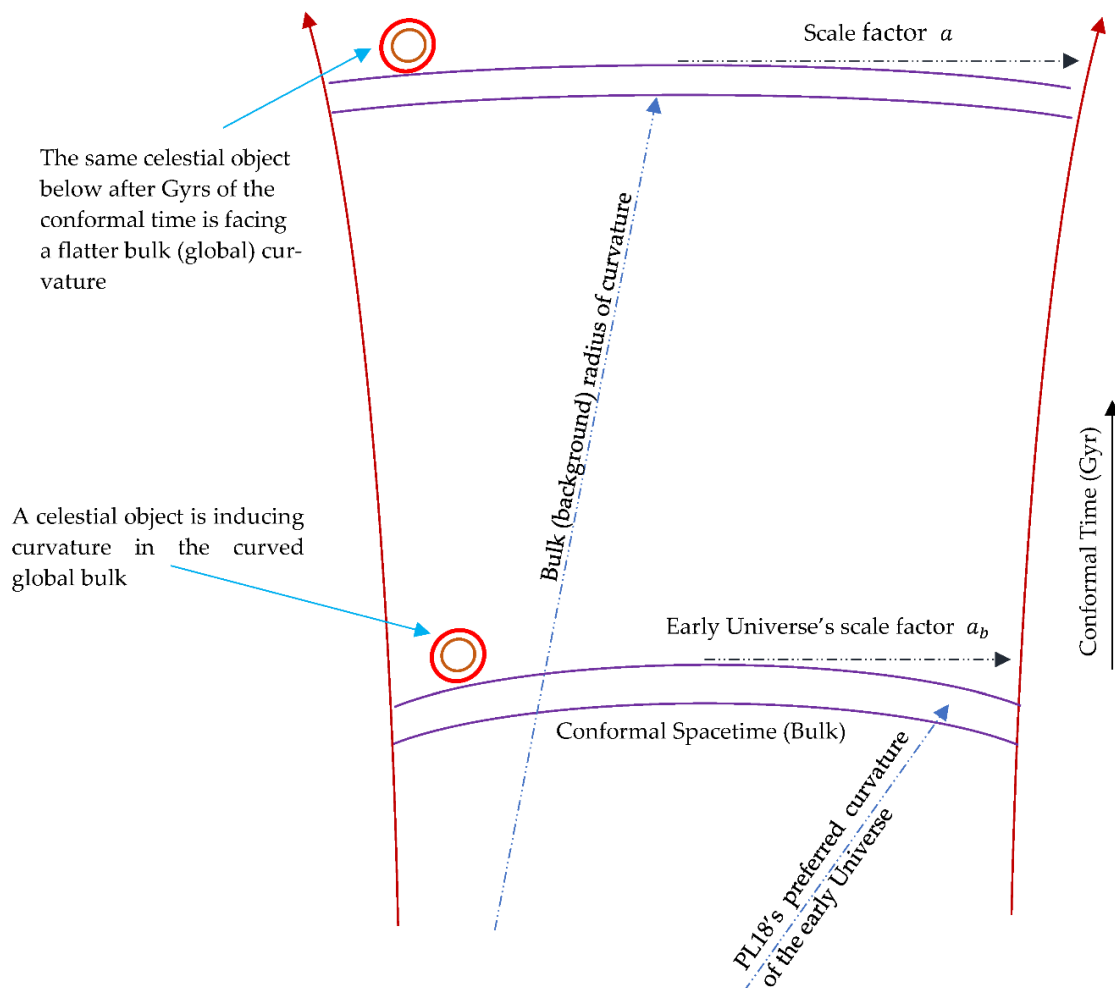 Scale factor a
The same celestial object
below after Gyrs of the
conformal time is facing
a flatter bulk (global) cur-
vature
Bulk (background) radius of curvature
Conformal Time (Gyr)
A celestial object is inducing
curvature in the curved
global bulk
Early Universe’s scale factor a_b
Conformal Spacetime (Bulk)
PL18’s preferred curvature
of the early Universe